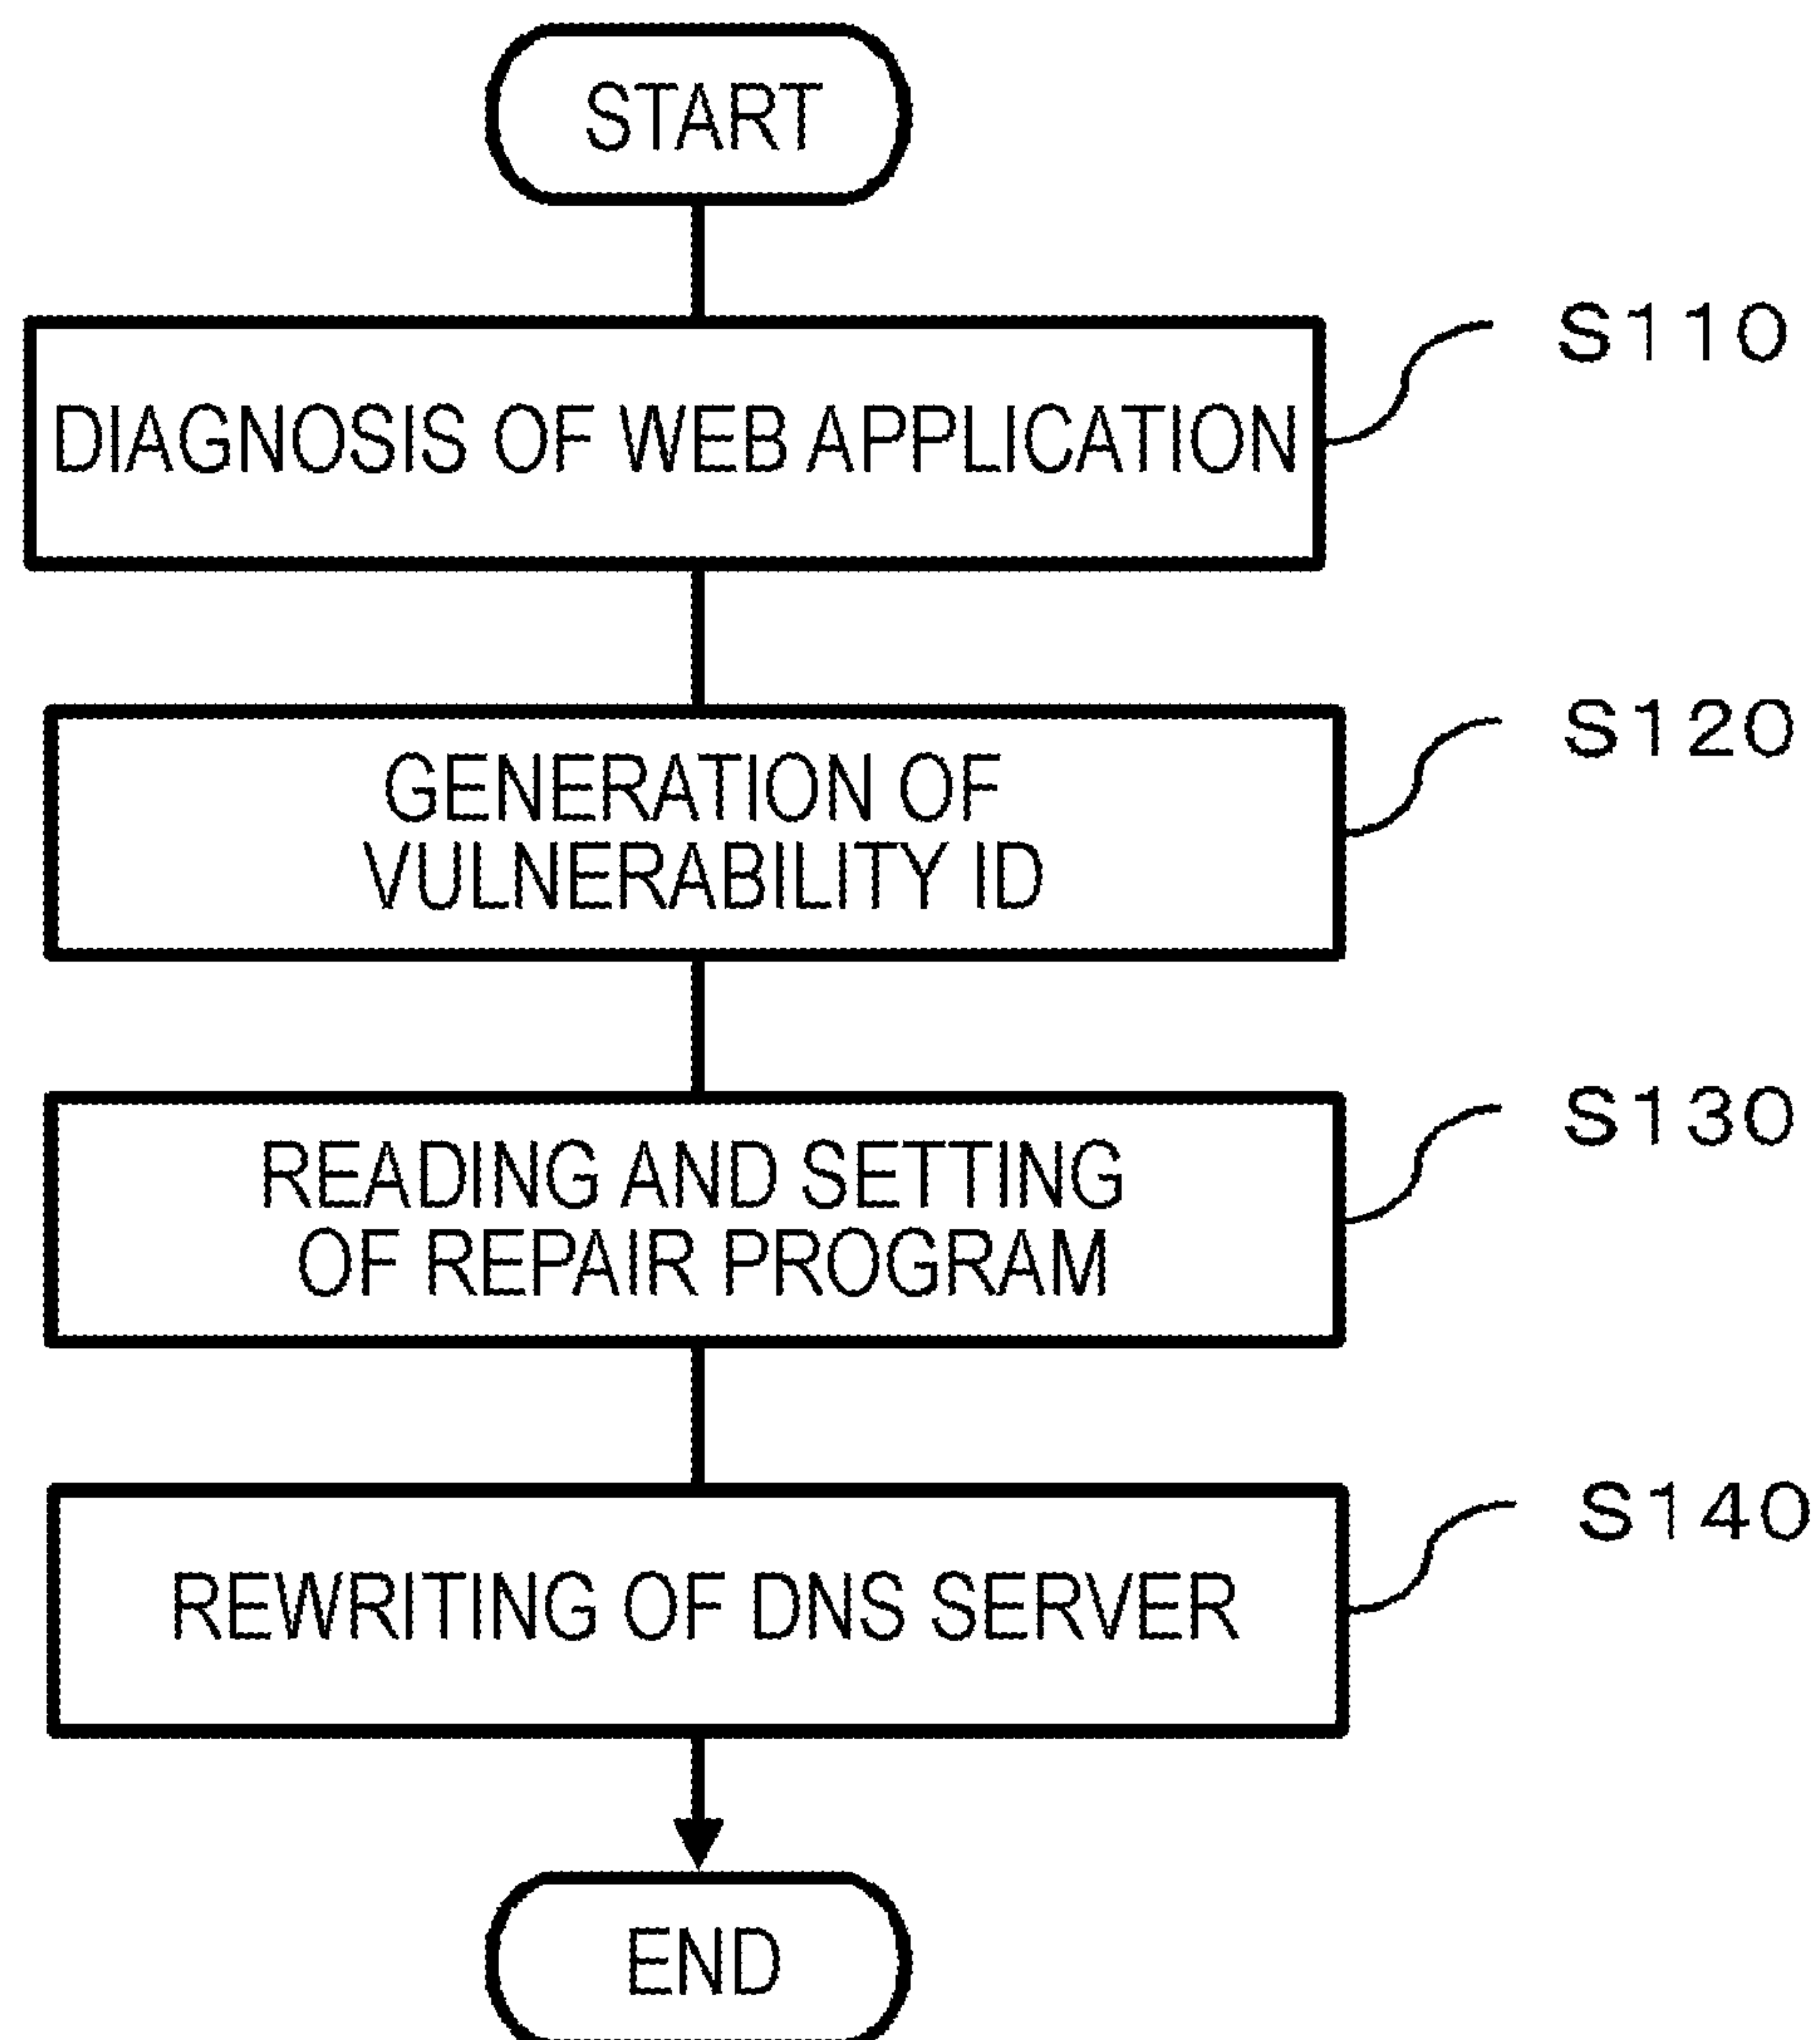 START
S110
DIAGNOSIS OF WEB APPLICATION
S120
GENERATION OF
VULNERABILITY ID
S130
READING AND SETTING
OF REPAIR PROGRAM
S140
REWRITING OF DNS SERVER
END